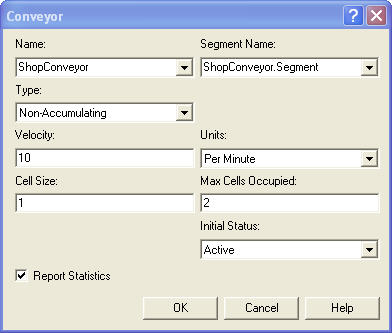 Conveyor
Name: Segment Name:
ShopConveyor ShopConveyor.Segment
Type:
Non-Accumulating
Velocity: Units:
10 Per Minute
Cell Size: Max Cells Occupied:
1 2
Initial Status:
Active
Report Statistics
OK Cancel Help